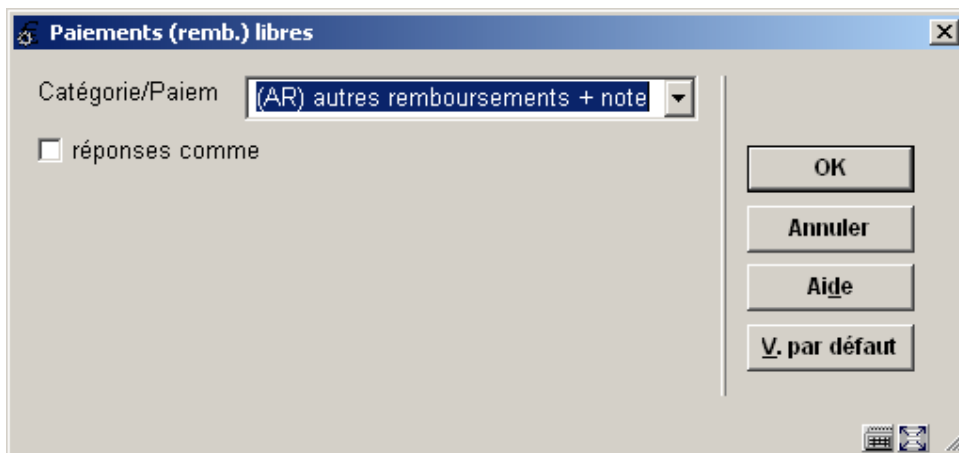 Paiements (remb.) libres
Catégorie/Paiem
(AR) autres remboursements + note
réponses comme
OK
Annuler
Aide
V. par défaut